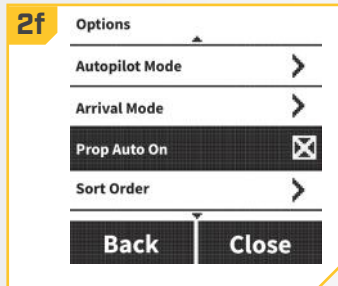 2f
Options
Autopilot Mode
Arrival Mode
Prop Auto On
Sort Order
Back
Close